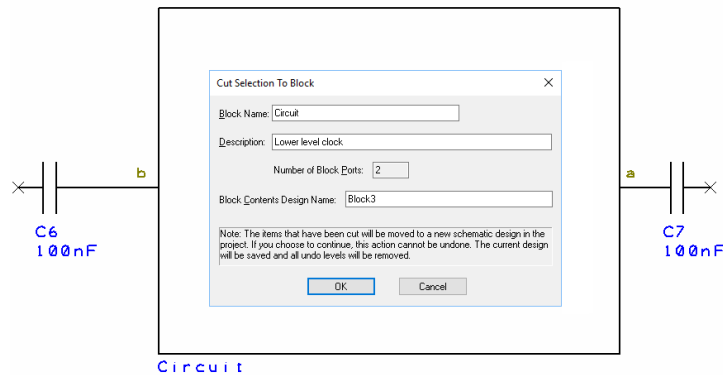 Cut Selection To Block
Block Name: Circuit
Description: Lower level clock
Number of Block Ports: 2
Block Contents Design Name: Block3
Note: The items that have been cut will be moved to a new schematic design in the
project. If you choose to continue, this action cannot be undone. The current design
will be saved and all undo levels will be removed.
OK Cancel
b
a
C6
100nF
C7
100nF
Circuit